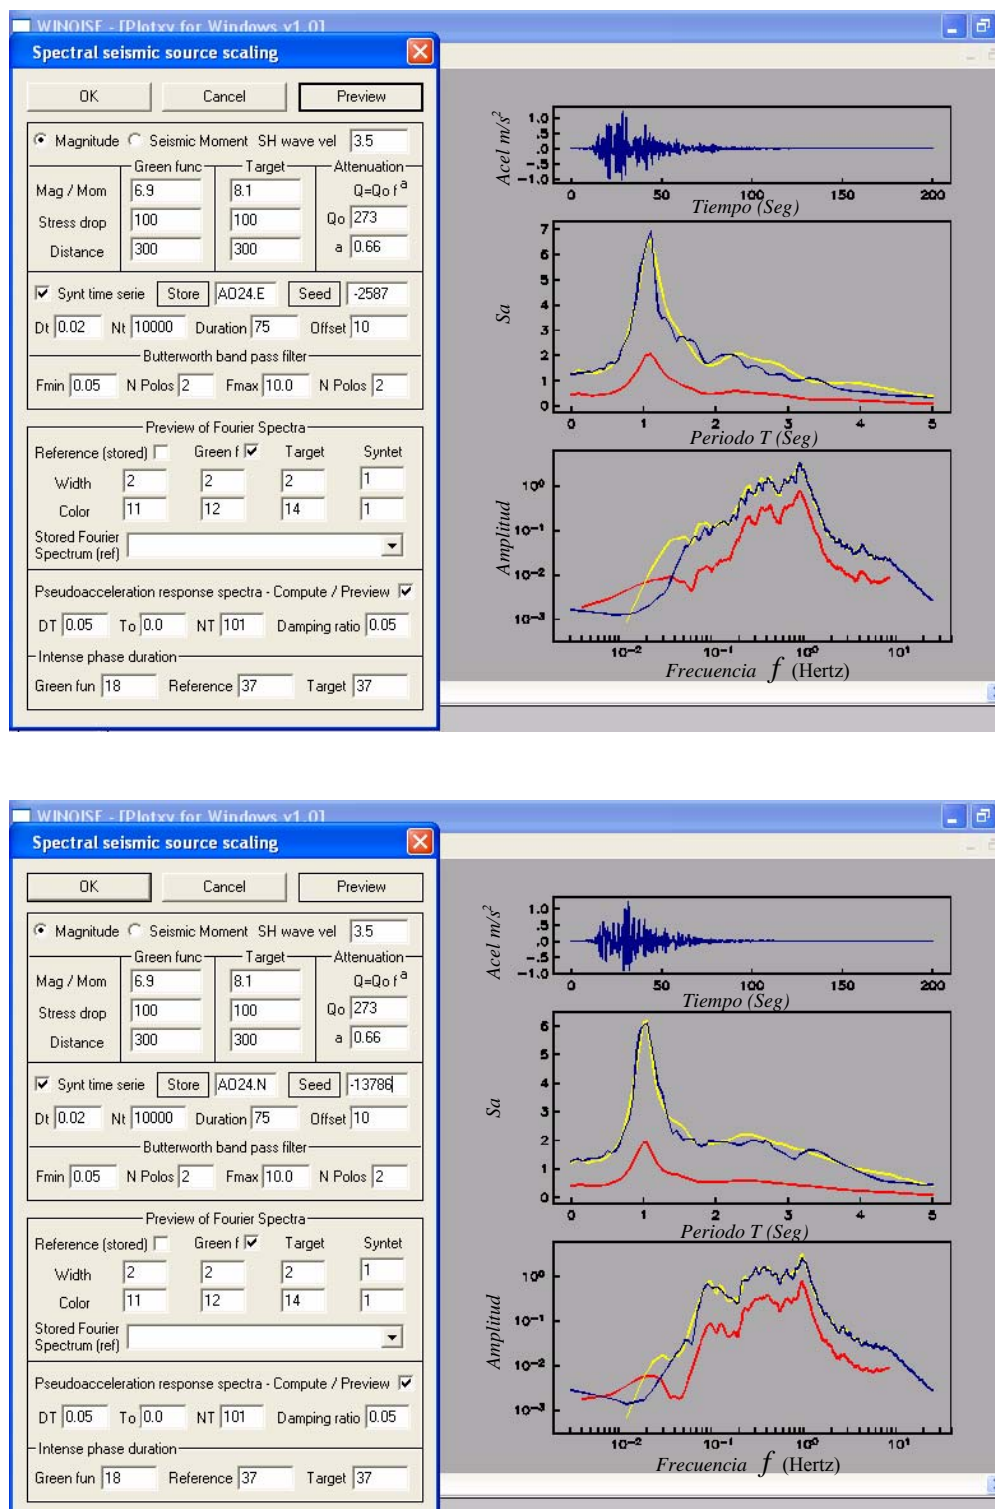 WINOISE - [Plotxy for Windows v1.0]
Spectral seismic source scaling
OK Cancel Preview
Magnitude Seismic Moment SH wave vel 3.5
Green func Target Attenuation
Mag / Mom 6.9 8.1 Q=Qo f a
Stress drop 100 100 Qo 273
Distance 300 300 a 0.66
Synt time serie Store AO24.E Seed -2587
Dt 0.02 Nt 10000 Duration 75 Offset 10
Butterworth band pass filter
Fmin 0.05 N Polos 2 Fmax 10.0 N Polos 2
Preview of Fourier Spectra
Reference (stored) Green f Target Syntet
Width 2 2 2 1
Color 11 12 14 1
Stored Fourier
Spectrum (ref)
Pseudoacceleration response spectra - Compute / Preview
DT 0.05 To 0.0 NT 101 Damping ratio 0.05
Intense phase duration
Green fun 18 Reference 37 Target 37
Acel m/s²
1.0
.5
.0
-.5
-1.0
0 50 100 150 200
Tiempo (Seg)
Sa
7
6
5
4
3
2
1
0
0 1 2 3 4 5
Periodo T (Seg)
Amplitud
10⁰
10⁻¹
10⁻²
10⁻³
10⁻² 10⁻¹ 10⁰ 10¹
Frecuencia f (Hertz)
WINOISE - [Plotxy for Windows v1.0]
Spectral seismic source scaling
OK Cancel Preview
Magnitude Seismic Moment SH wave vel 3.5
Green func Target Attenuation
Mag / Mom 6.9 8.1 Q=Qo f a
Stress drop 100 100 Qo 273
Distance 300 300 a 0.66
Synt time serie Store AO24.N Seed -13786
Dt 0.02 Nt 10000 Duration 75 Offset 10
Butterworth band pass filter
Fmin 0.05 N Polos 2 Fmax 10.0 N Polos 2
Preview of Fourier Spectra
Reference (stored) Green f Target Syntet
Width 2 2 2 1
Color 11 12 14 1
Stored Fourier
Spectrum (ref)
Pseudoacceleration response spectra - Compute / Preview
DT 0.05 To 0.0 NT 101 Damping ratio 0.05
Intense phase duration
Green fun 18 Reference 37 Target 37
Acel m/s²
1.0
.5
.0
-.5
-1.0
0 50 100 150 200
Tiempo (Seg)
Sa
6
5
4
3
2
1
0
0 1 2 3 4 5
Periodo T (Seg)
Amplitud
10⁰
10⁻¹
10⁻²
10⁻³
10⁻² 10⁻¹ 10⁰ 10¹
Frecuencia f (Hertz)